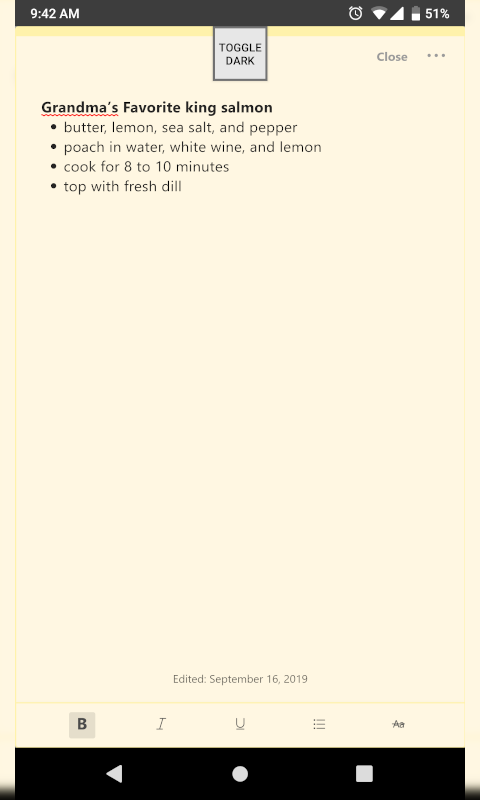 9:42 AM
51%
TOGGLE
DARK
Close
Grandma's Favorite king salmon
butter, lemon, sea salt, and pepper
poach in water, white wine, and lemon
cook for 8 to 10 minutes
top with fresh dill
Edited: September 16, 2019
B I U Aa